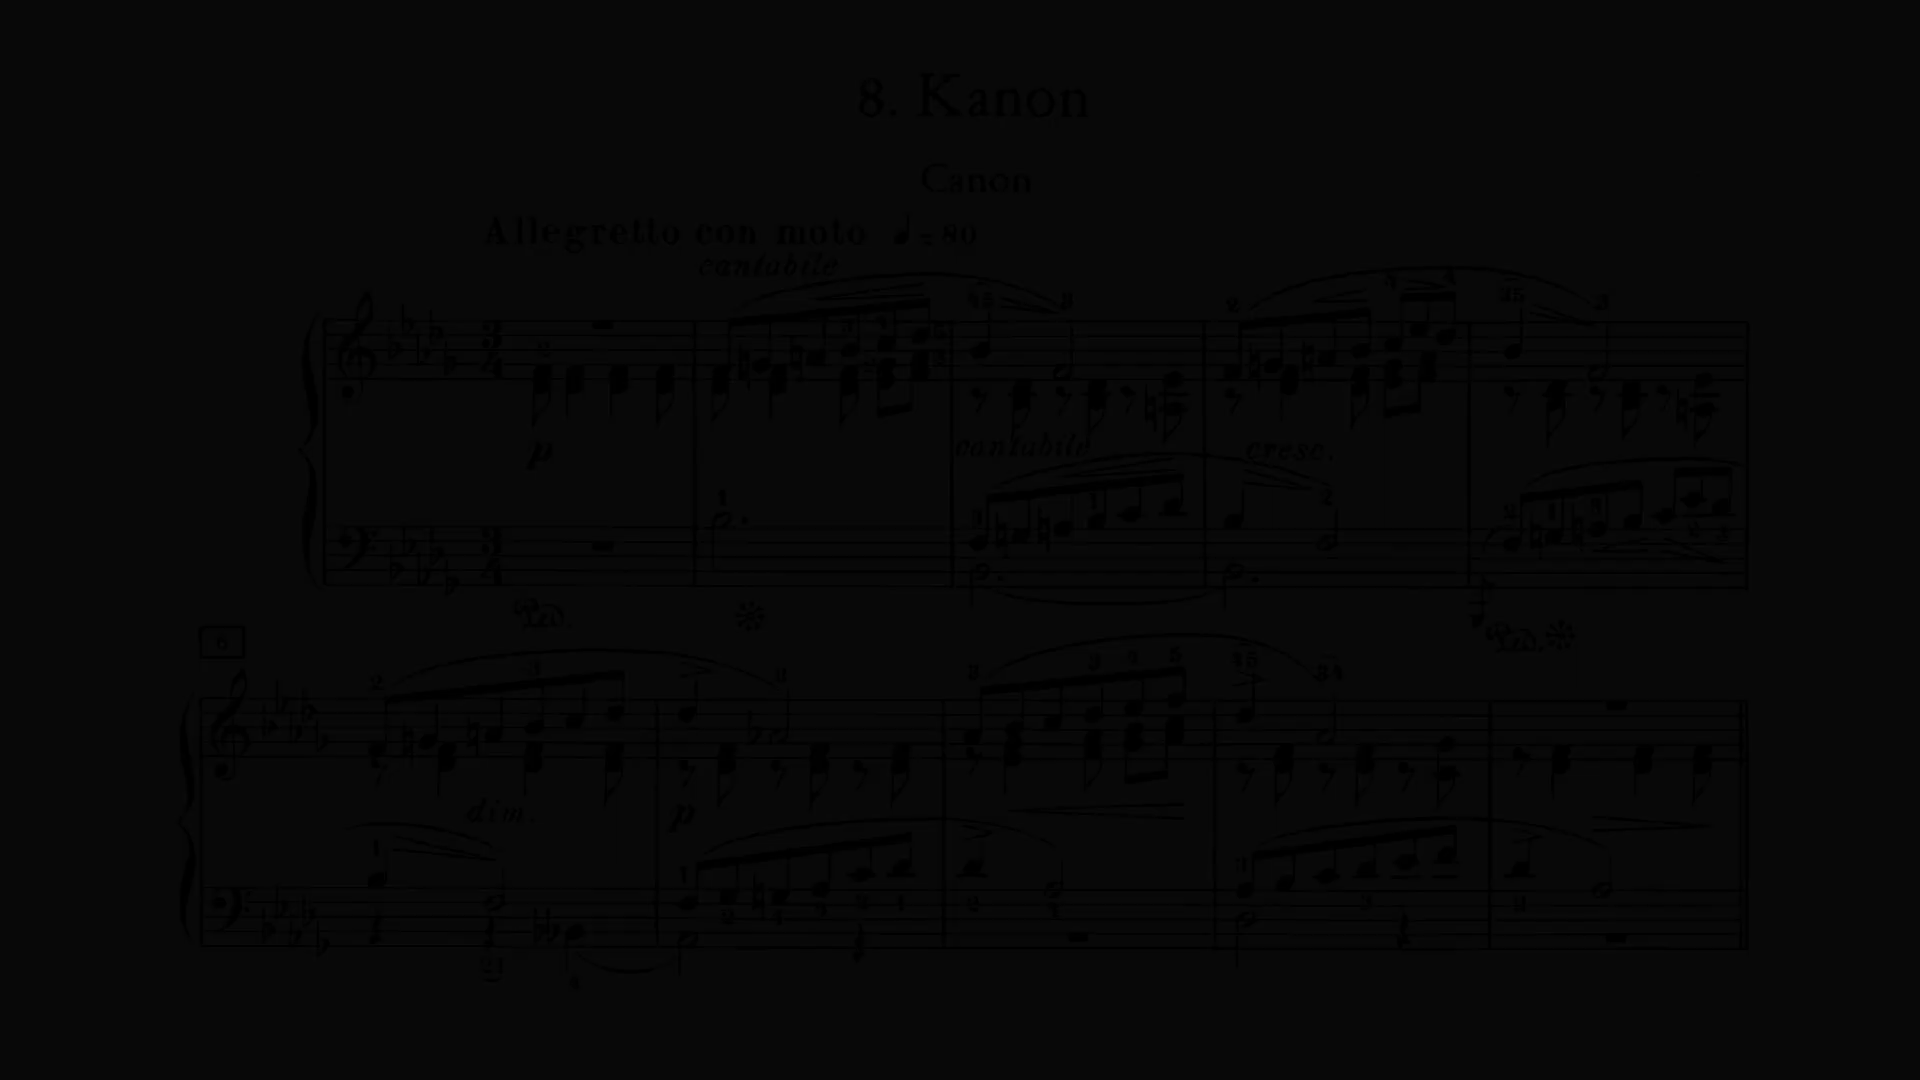 8. Kanon
Canon
Allegretto con moto ♩=80
cantabile
p
cantabile
cresc.
6
dim.
p